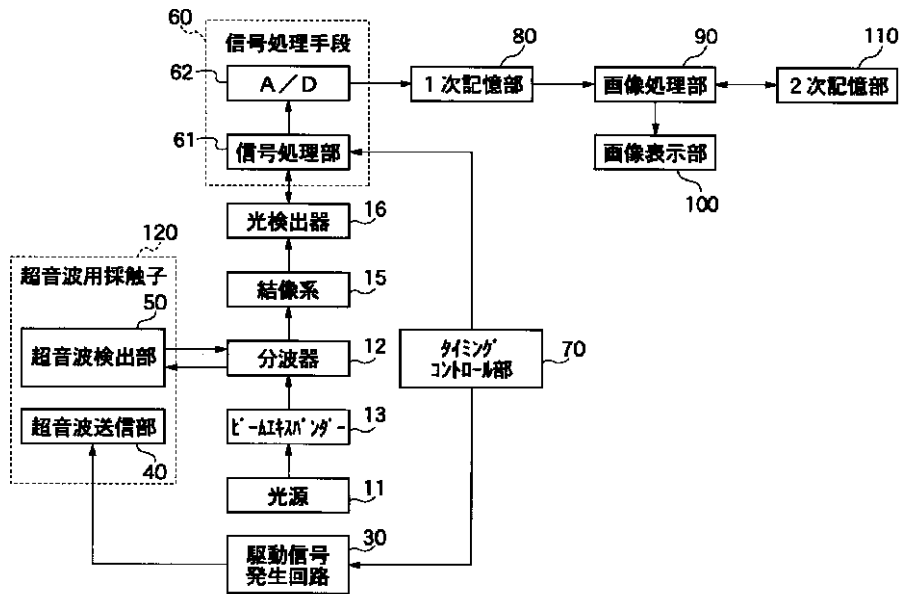 60
信号処理手段
62
A/D
80
1次記憶部
90
画像処理部
110
2次記憶部
61
信号処理部
画像表示部
100
光検出器
16
120
超音波用採触子
結像系
15
50
超音波検出部
分波器
12
タイミング
コントロール部
70
超音波送信部
40
ビームエキスパンダー
13
光源
11
30
駆動信号
発生回路